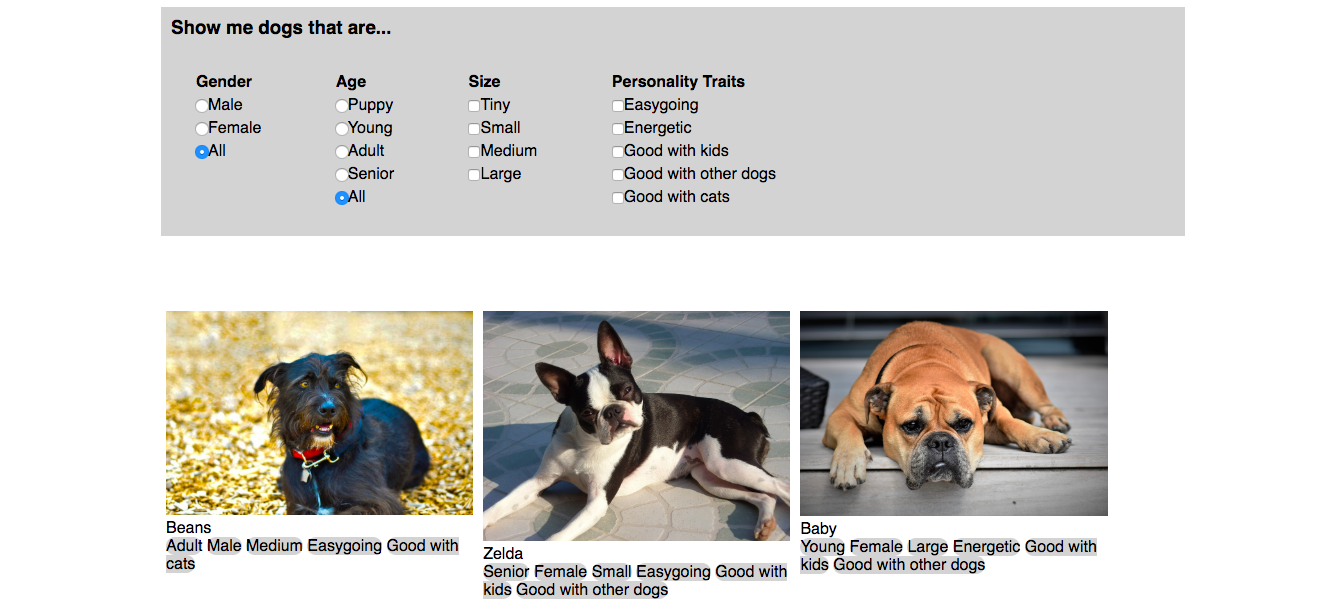 Show me dogs that are...
Gender
Male
Female
All
Age
Puppy
Young
Adult
Senior
All
Size
Tiny
Small
Medium
Large
Personality Traits
Easygoing
Energetic
Good with kids
Good with other dogs
Good with cats
Beans
Adult Male Medium Easygoing Good with
cats
Zelda
Senior Female Small Easygoing Good with
kids Good with other dogs
Baby
Young Female Large Energetic Good with
kids Good with other dogs